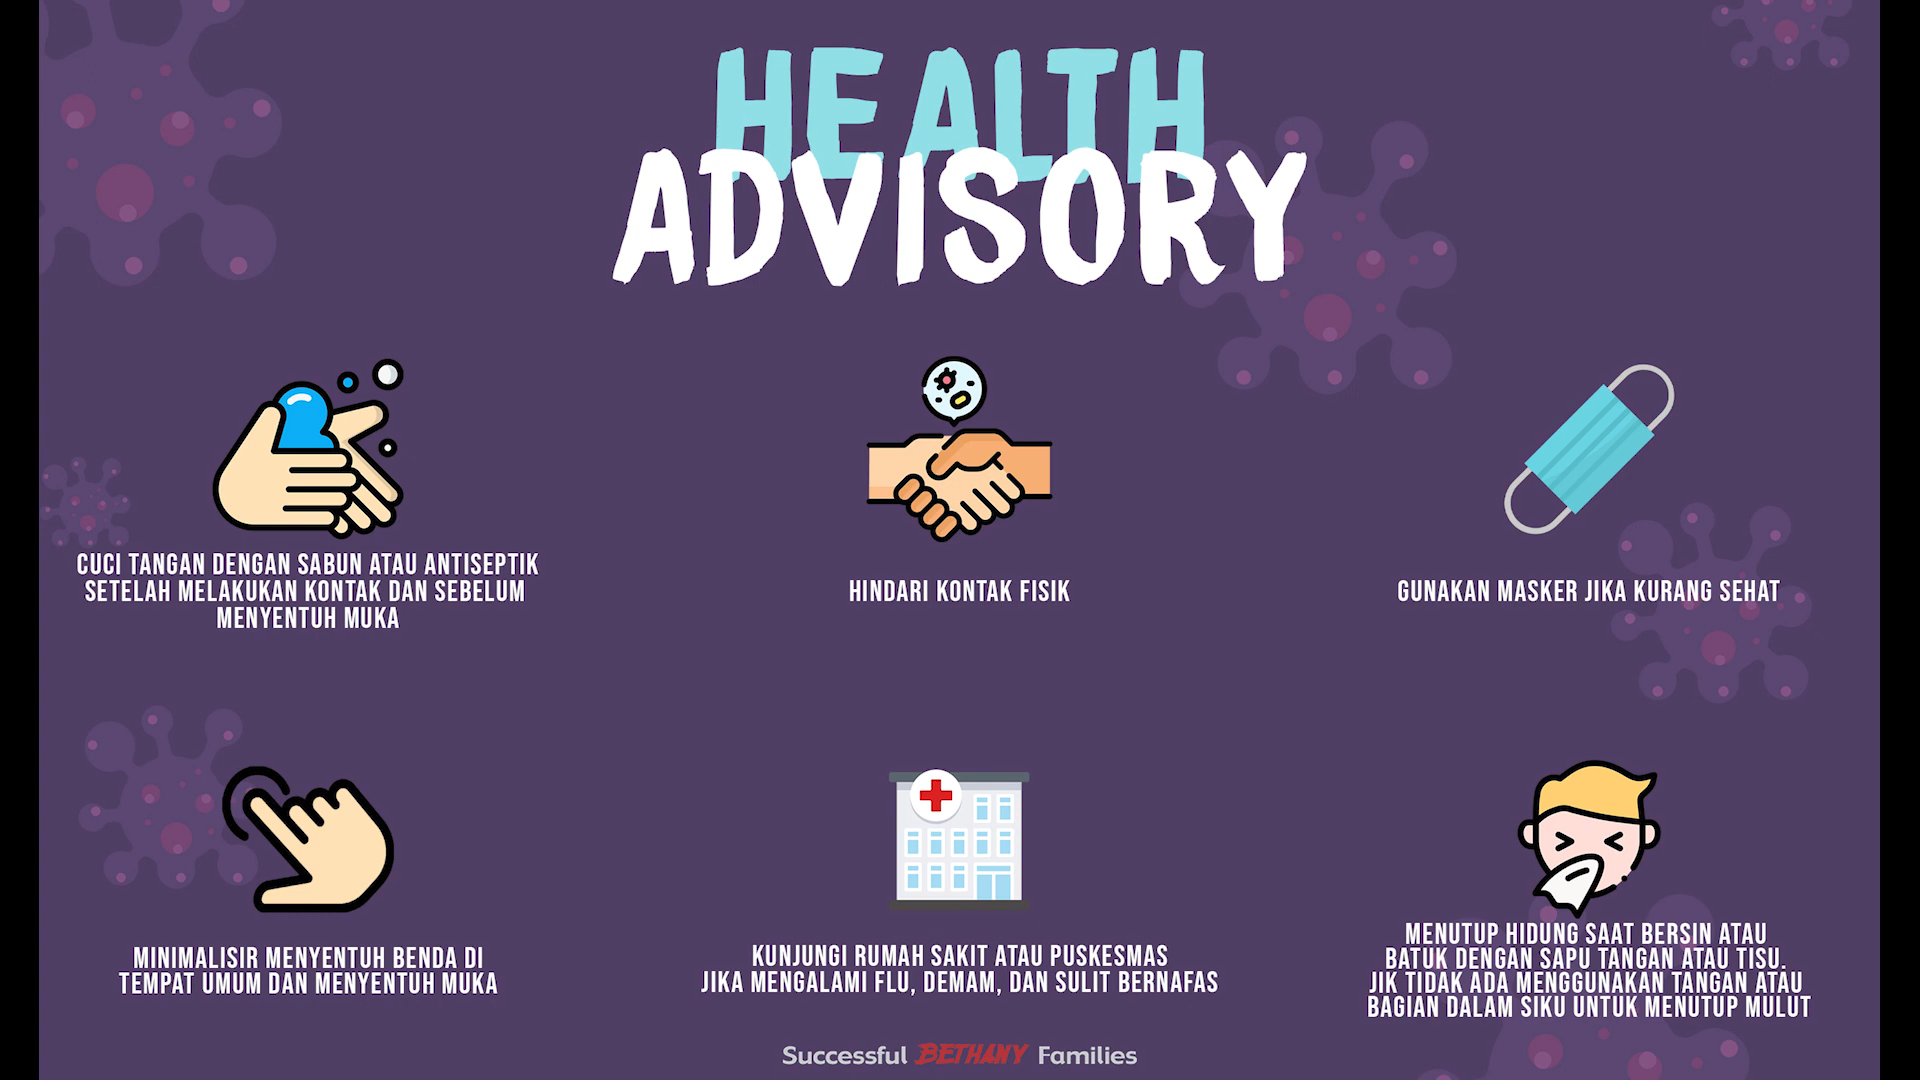 HEALTH
ADVISORY
CUCI TANGAN DENGAN SABUN ATAU ANTISEPTIK
SETELAH MELAKUKAN KONTAK DAN SEBELUM
MENYENTUH MUKA
HINDARI KONTAK FISIK
GUNAKAN MASKER JIKA KURANG SEHAT
MINIMALISIR MENYENTUH BENDA DI
TEMPAT UMUM DAN MENYENTUH MUKA
KUNJUNGI RUMAH SAKIT ATAU PUSKESMAS
JIKA MENGALAMI FLU, DEMAM, DAN SULIT BERNAFAS
MENUTUP HIDUNG SAAT BERSIN ATAU
BATUK DENGAN SAPU TANGAN ATAU TISU.
JIK TIDAK ADA MENGGUNAKAN TANGAN ATAU
BAGIAN DALAM SIKU UNTUK MENUTUP MULUT
Successful BETHANY Families